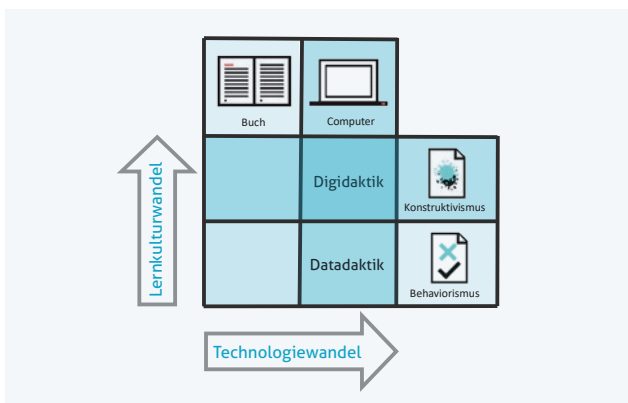 Buch
Computer
Digidaktik
Konstruktivismus
Lernkulturwandel
Datadaktik
Behaviorismus
Technologiewandel